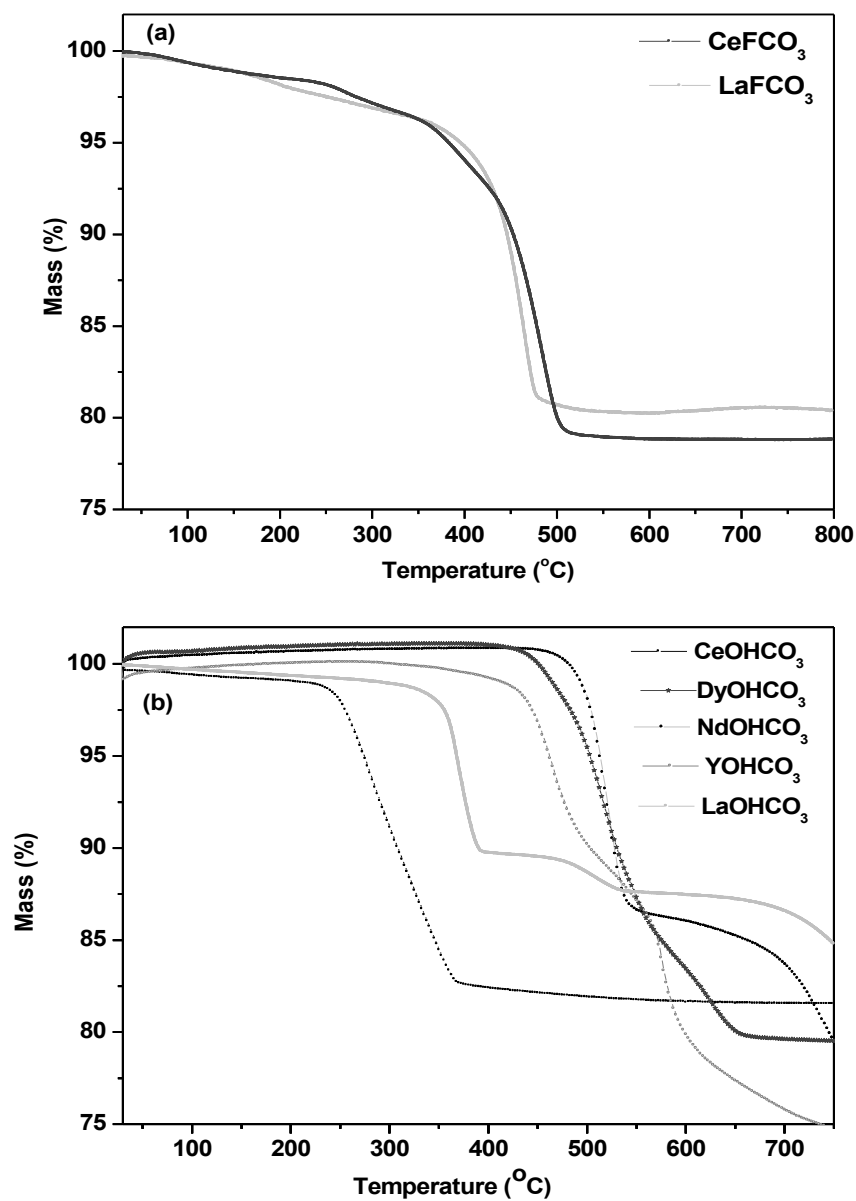 (a)
CeFCO3
LaFCO3
100
95
90
85
80
75
Mass (%)
100 200 300 400 500 600 700 800
Temperature (oC)
(b)
CeOHCO3
DyOHCO3
NdOHCO3
YOHCO3
LaOHCO3
100
95
90
85
80
75
Mass (%)
100 200 300 400 500 600 700
Temperature (OC)